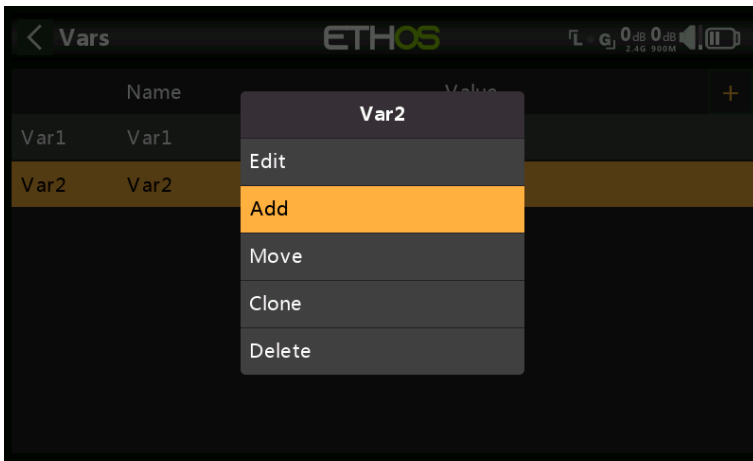 Vars
ETHOS
L G 0dB 0dB
2.4G 900M
Name Value +
Var2
Var1 Var1
Edit
Var2 Var2
Add
Move
Clone
Delete